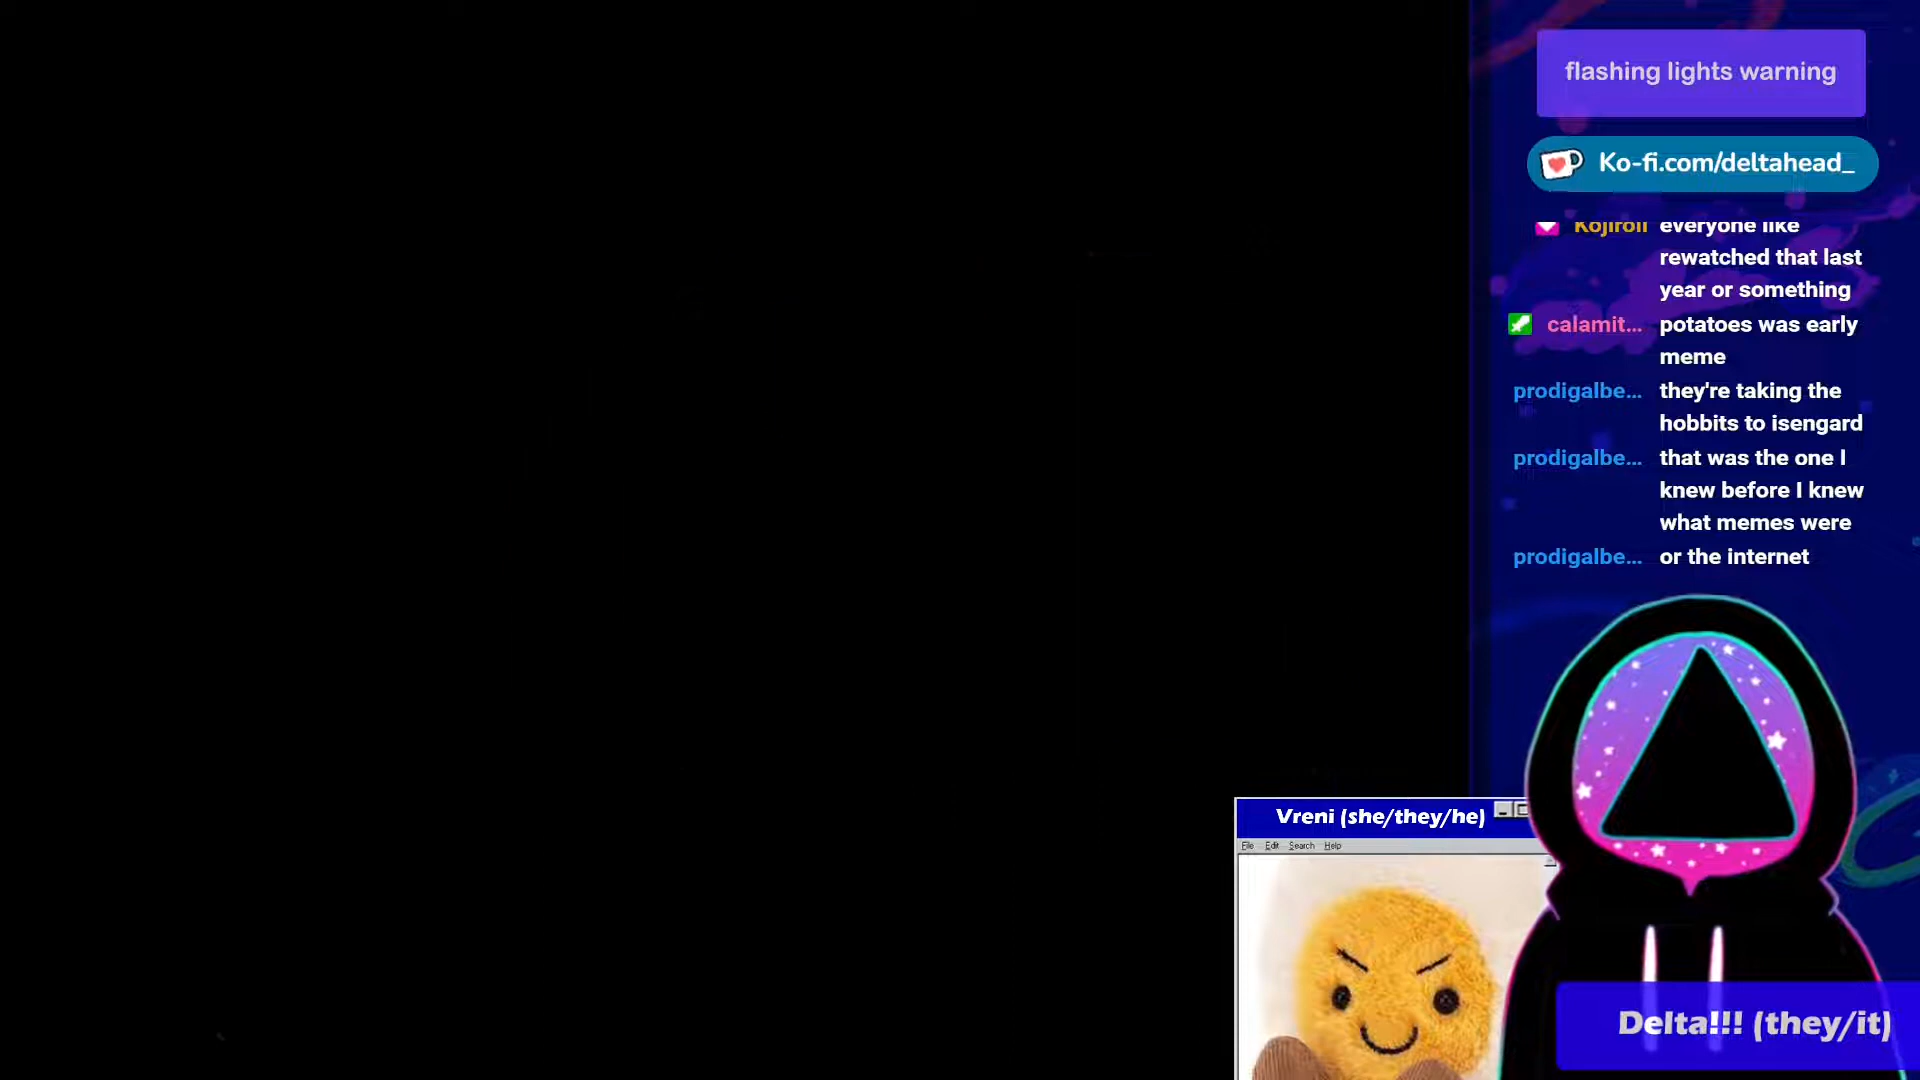 flashing lights warning
Ko-fi.com/deltahead_
Kojiroll everyone like
rewatched that last
year or something
calamit... potatoes was early
meme
prodigalbe... they're taking the
hobbits to isengard
prodigalbe... that was the one I
knew before I knew
what memes were
prodigalbe... or the internet
Vreni (she/they/he)
File Edit Search Help
Delta!!! (they/it)